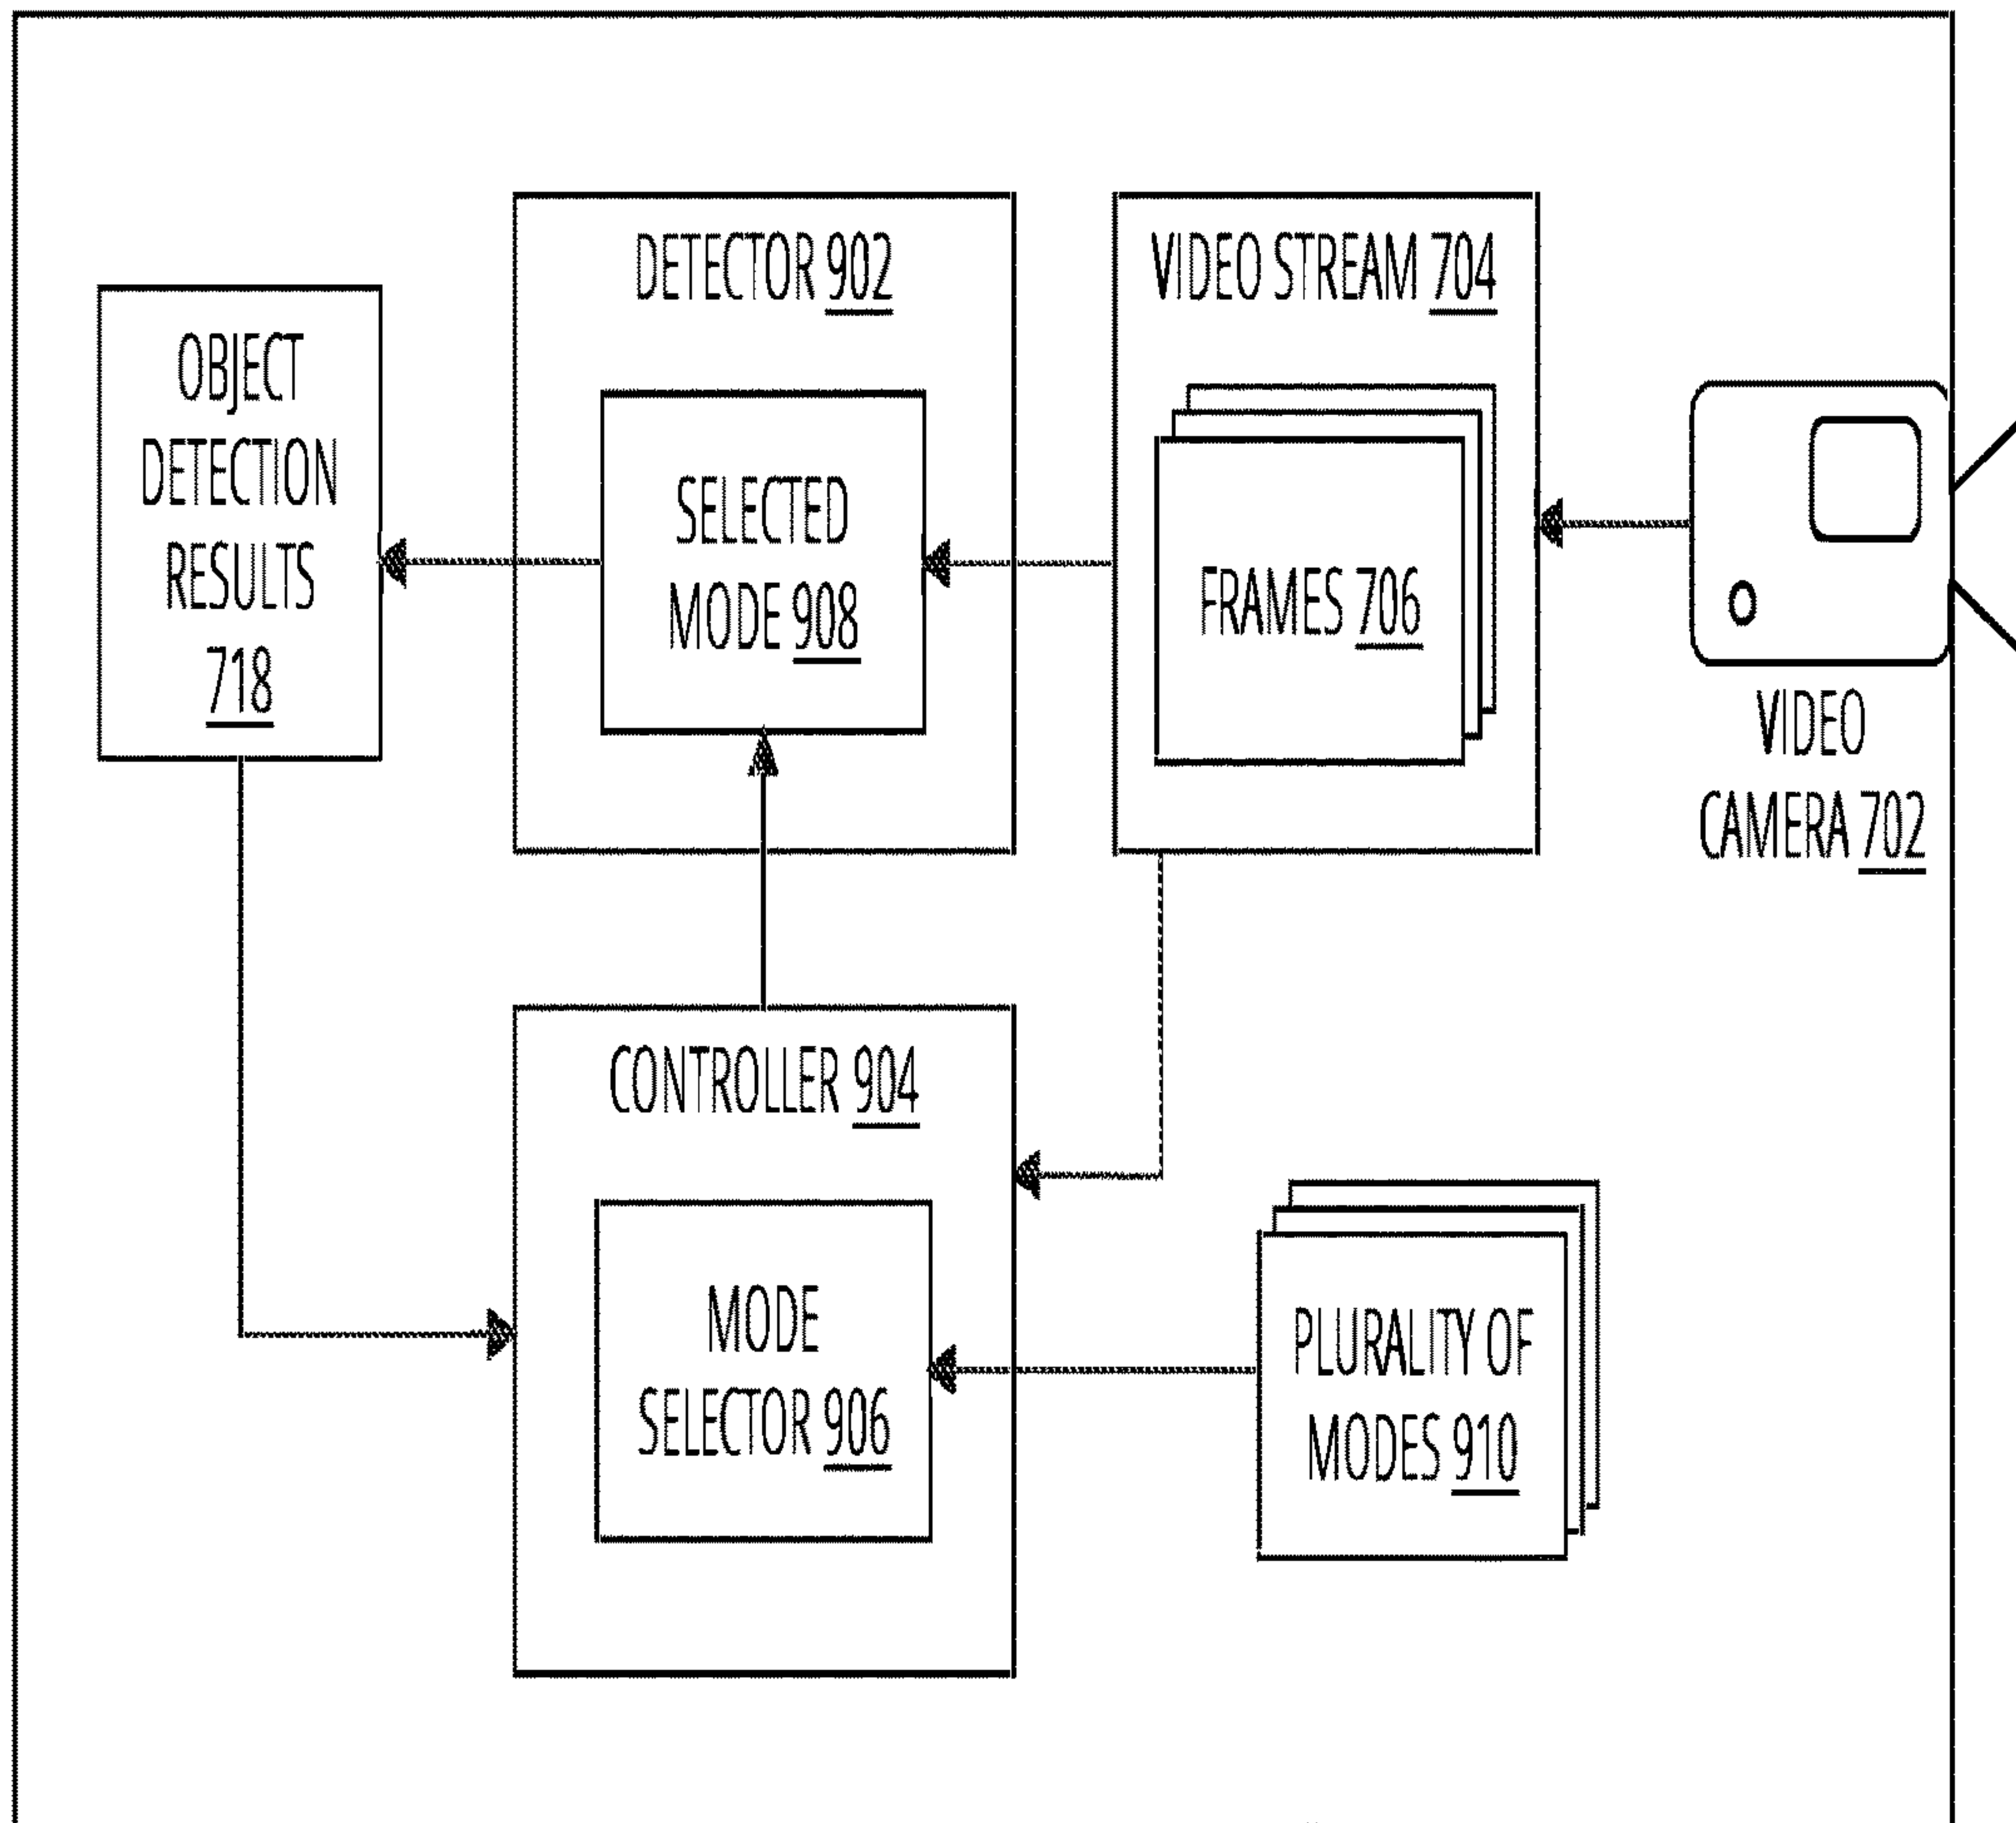 DETECTOR 902
VIDEO STREAM 704
OBJECT
DETECTION
RESULTS
718
SELECTED
MODE 908
FRAMES 706
VIDEO
CAMERA 702
CONTROLLER 904
MODE
SELECTOR 906
PLURALITY OF
MODES 910